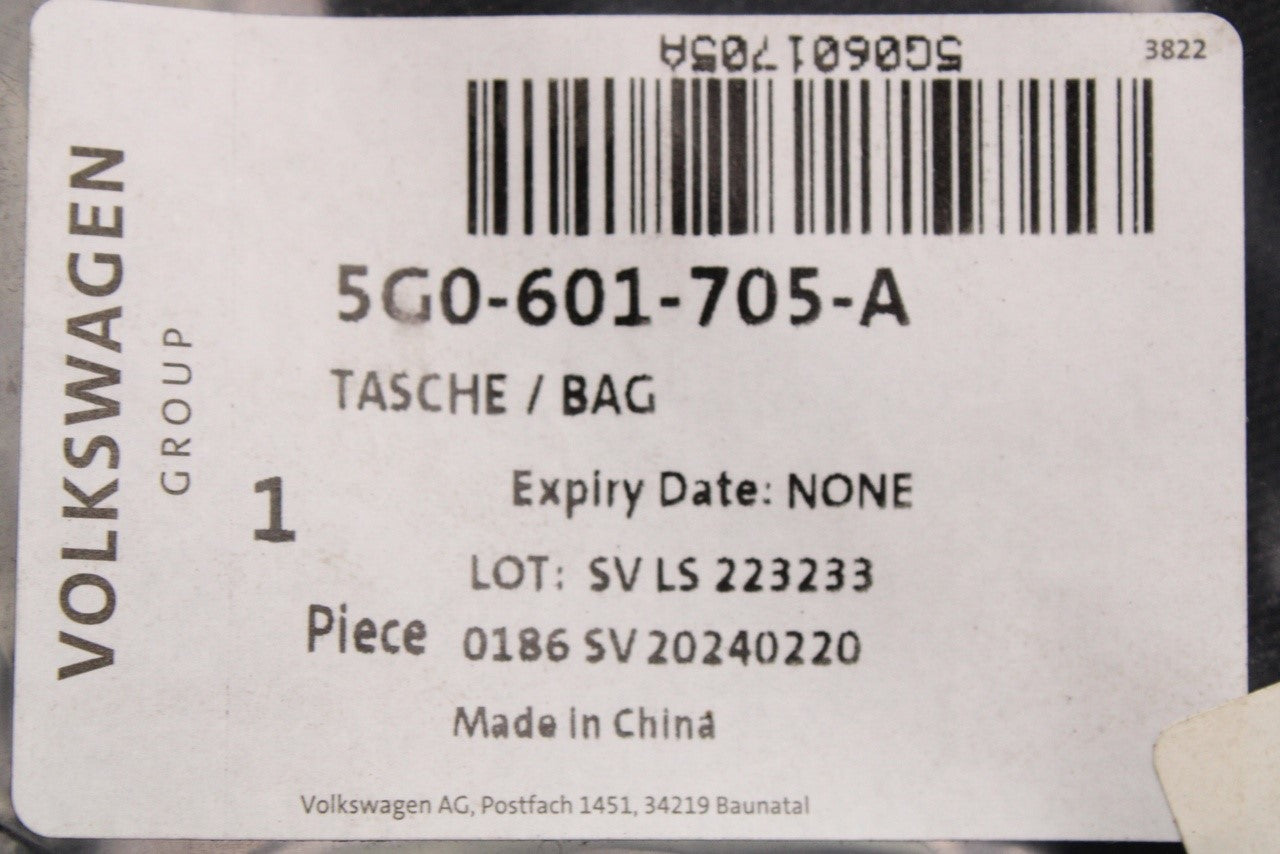 5G0601705A
3822
VOLKSWAGEN
GROUP
5G0-601-705-A
TASCHE / BAG
Expiry Date: NONE
1
LOT: SV LS 223233
Piece 0186 SV 20240220
Made in China
Volkswagen AG, Postfach 1451, 34219 Baunatal